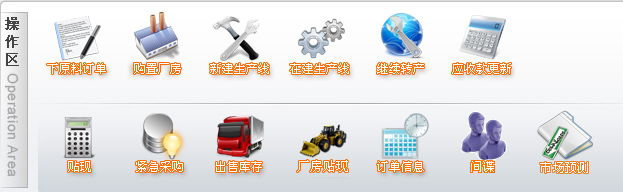 操作区 Operation Area
下原料订单 购置厂房 新建生产线 在建生产线 继续转产 应收款更新
贴现 紧急采购 出售库存 厂房贴现 订单信息 间谍 市场预测